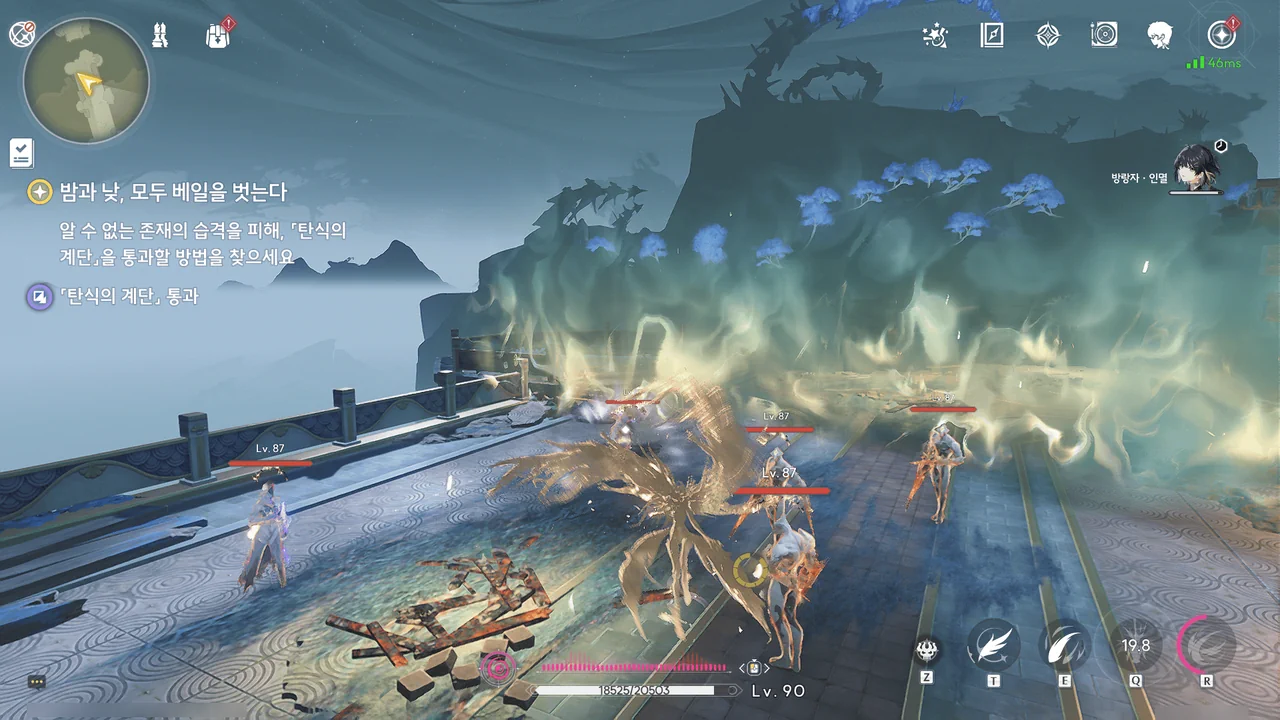 46ms
방랑자 · 인멸
밤과 낮, 모두 베일을 벗는다
알 수 없는 존재의 습격을 피해, 「탄식의
계단」을 통과할 방법을 찾으세요
「탄식의 계단」 통과
Lv. 87
Lv. 87
Lv. 87
Lv. 87
19.8
Z
T
E
Q
R
18525/20503
Lv. 90